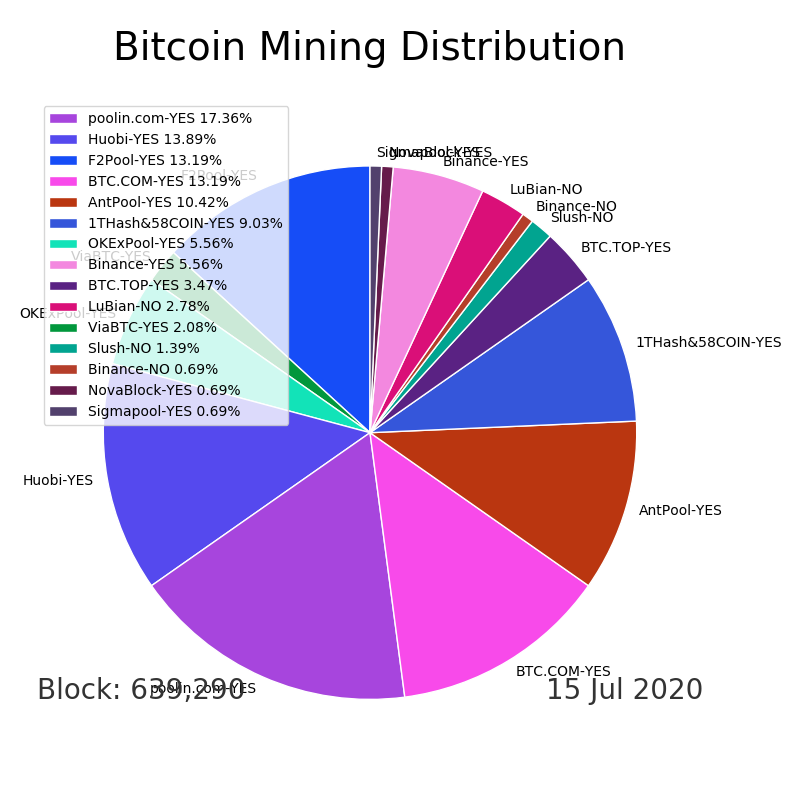 Bitcoin Mining Distribution
poolin.com-YES 17.36%
Huobi-YES 13.89%
F2Pool-YES 13.19%
BTC.COM-YES 13.19%
AntPool-YES 10.42%
1THash&58COIN-YES 9.03%
OKExPool-YES 5.56%
Binance-YES 5.56%
BTC.TOP-YES 3.47%
LuBian-NO 2.78%
ViaBTC-YES 2.08%
Slush-NO 1.39%
Binance-NO 0.69%
NovaBlock-YES 0.69%
Sigmapool-YES 0.69%
Sigmapool-YES
NovaBlock-YES
Binance-YES
LuBian-NO
Binance-NO
Slush-NO
BTC.TOP-YES
1THash&58COIN-YES
AntPool-YES
BTC.COM-YES
poolin.com-YES
Huobi-YES
OKExPool-YES
ViaBTC-YES
F2Pool-YES
Block: 639,290
15 Jul 2020